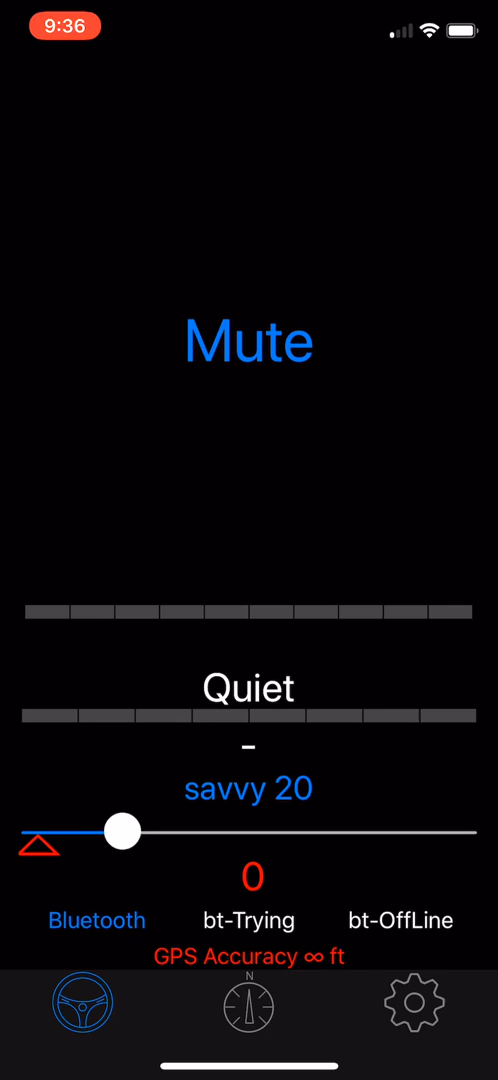 9:36
Mute
Quiet
-
savvy 20
0
Bluetooth bt-Trying bt-OffLine
GPS Accuracy ∞ ft
N